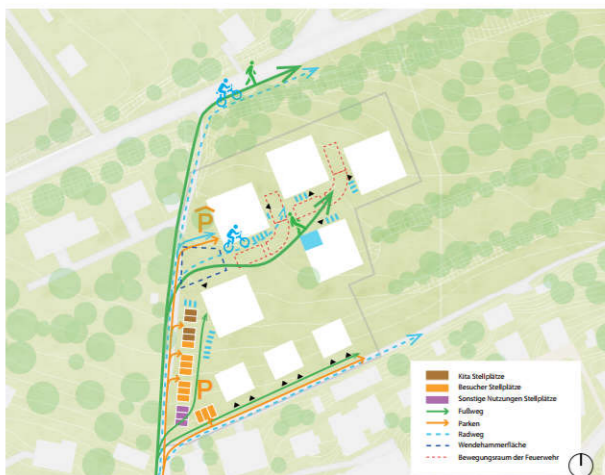 P
P
Kita Stellplätze
Besucher Stellplätze
Sonstige Nutzungen Stellplätze
Fußweg
Parken
Radweg
Wendehammerfläche
Bewegungsraum der Feuerwehr